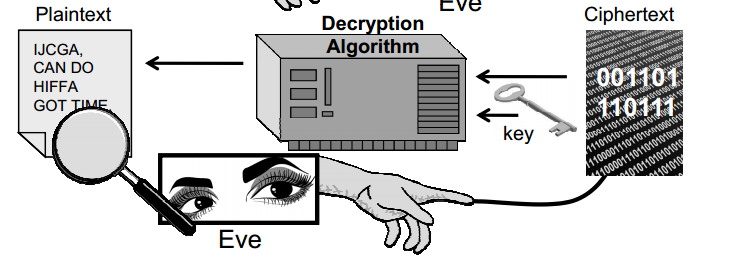 Eve
Plaintext
Decryption
Algorithm
Ciphertext
IJCGA,
CAN DO
HIFFA
GOT TIME
001101
110111
key
Eve